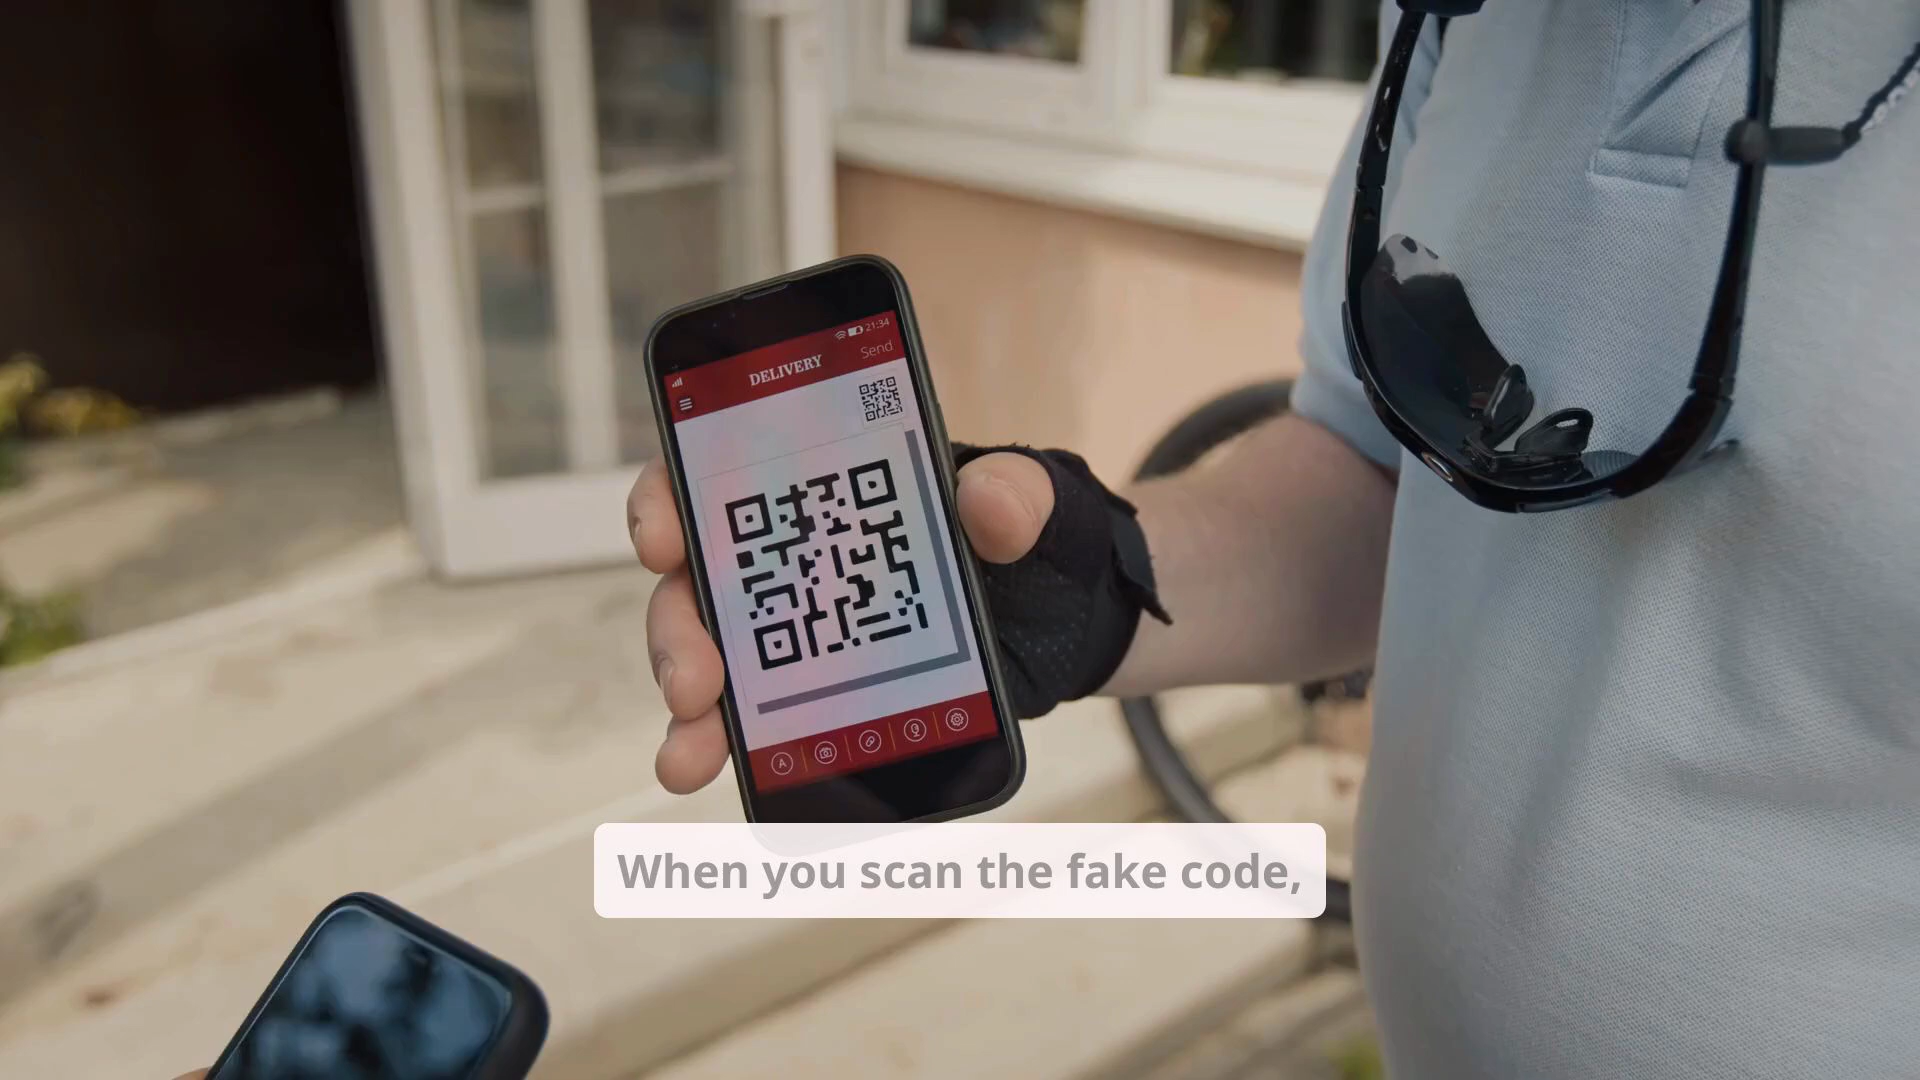 21:34
DELIVERY
Send
A
When you scan the fake code,